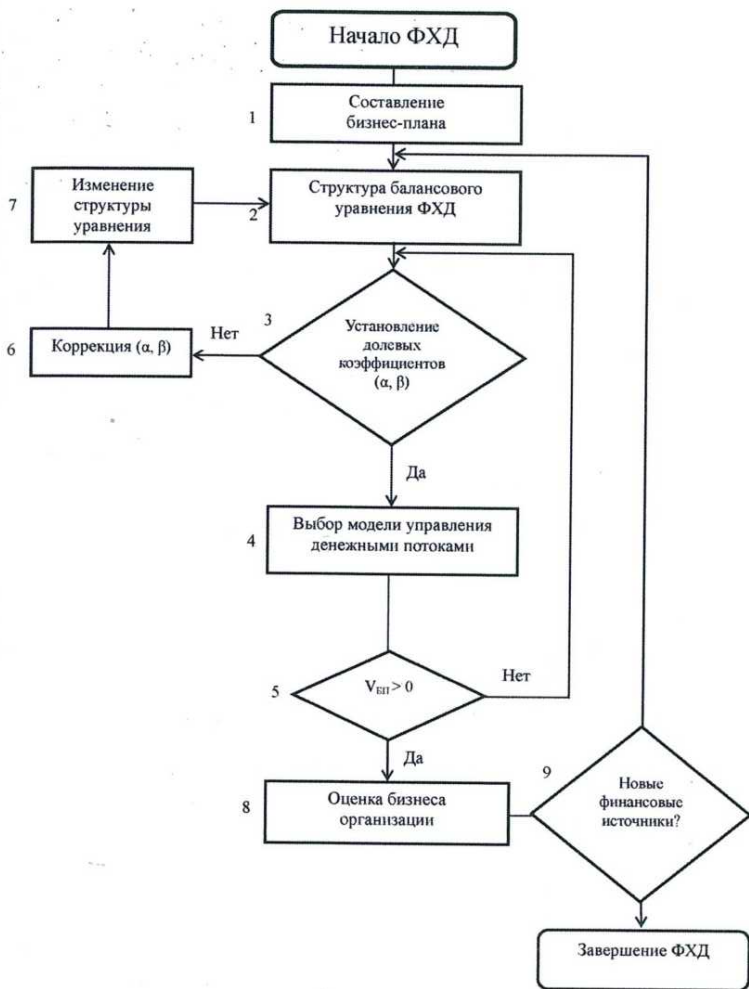 Начало ФХД
1
Составление
бизнес-плана
7
Изменение
структуры
уравнения
2
Структура балансового
уравнения ФХД
3
Установление
долевых
коэффициентов
(α, β)
Нет
6
Коррекция (α, β)
Да
4
Выбор модели управления
денежными потоками
5
VБП > 0
Нет
Да
8
Оценка бизнеса
организации
9
Новые
финансовые
источники?
Завершение ФХД